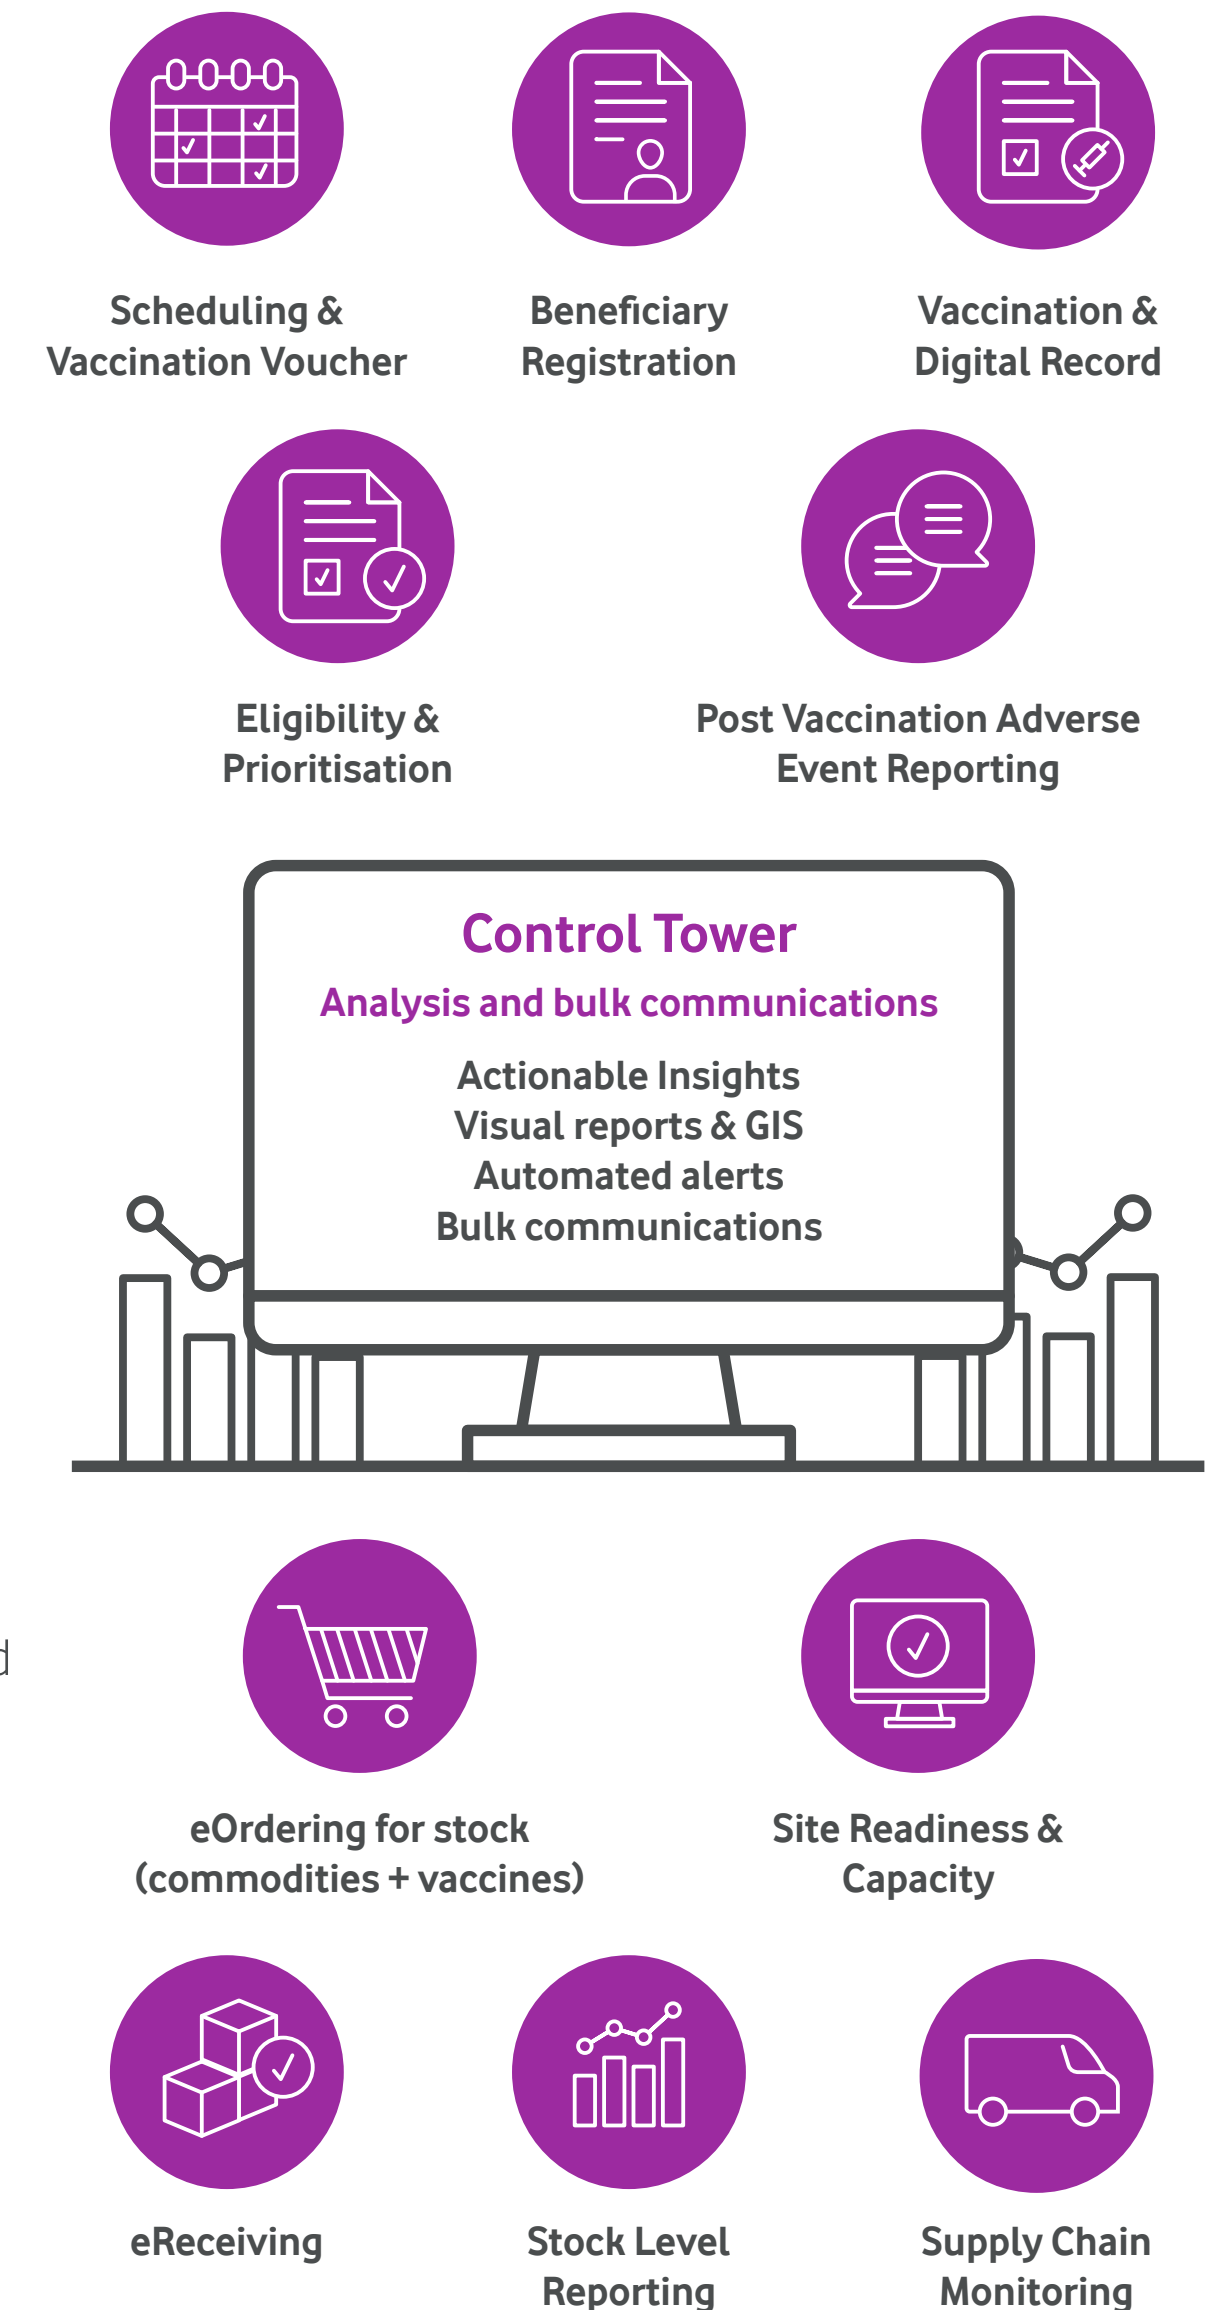 Scheduling &
Vaccination Voucher
Beneficiary
Registration
Vaccination &
Digital Record
Eligibility &
Prioritisation
Post Vaccination Adverse
Event Reporting
Control Tower
Analysis and bulk communications
Actionable Insights
Visual reports & GIS
Automated alerts
Bulk communications
eOrdering for stock
(commodities + vaccines)
Site Readiness &
Capacity
eReceiving
Stock Level
Reporting
Supply Chain
Monitoring